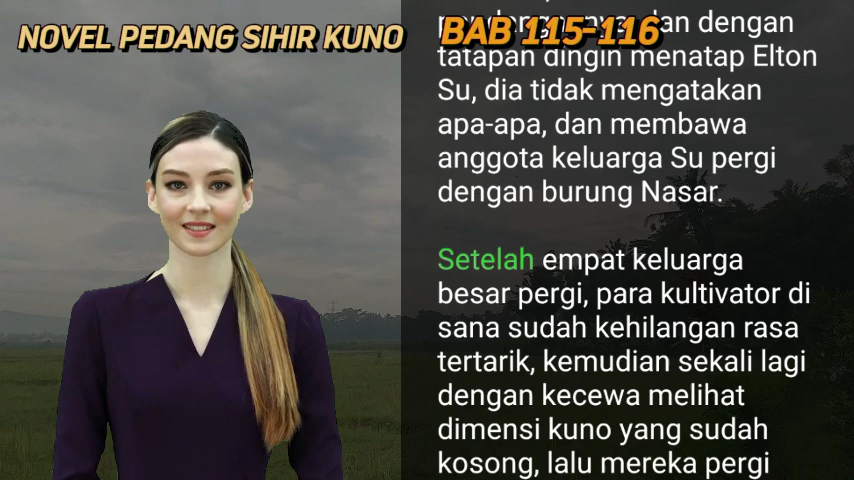 NOVEL PEDANG SIHIR KUNO
BAB 115-116
dan dengan
tatapan dingin menatap Elton
Su, dia tidak mengatakan
apa-apa, dan membawa
anggota keluarga Su pergi
dengan burung Nasar.
Setelah empat keluarga
besar pergi, para kultivator di
sana sudah kehilangan rasa
tertarik, kemudian sekali lagi
dengan kecewa melihat
dimensi kuno yang sudah
kosong, lalu mereka pergi